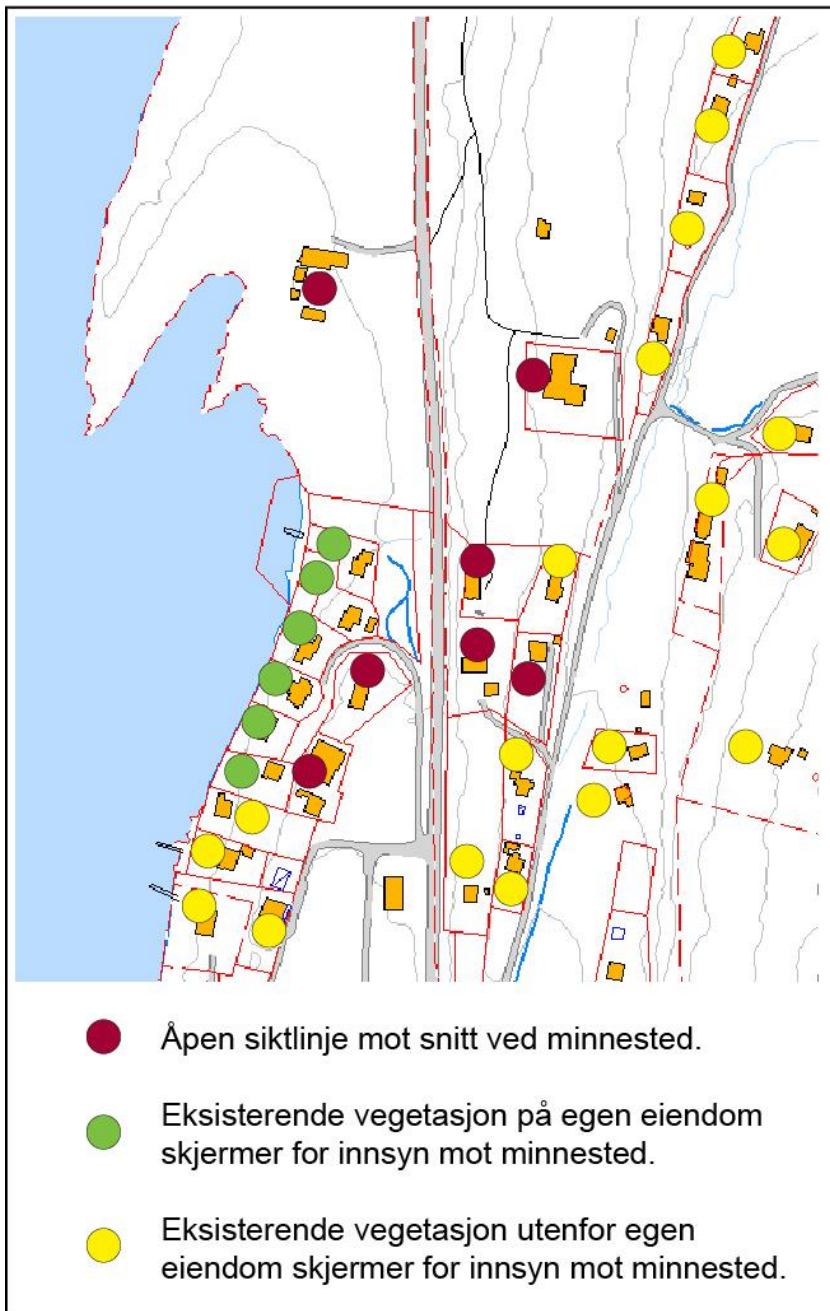 Åpen siktlinje mot snitt ved minnested.
Eksisterende vegetasjon på egen eiendom
skjermer for innsyn mot minnested.
Eksisterende vegetasjon utenfor egen
eiendom skjermer for innsyn mot minnested.